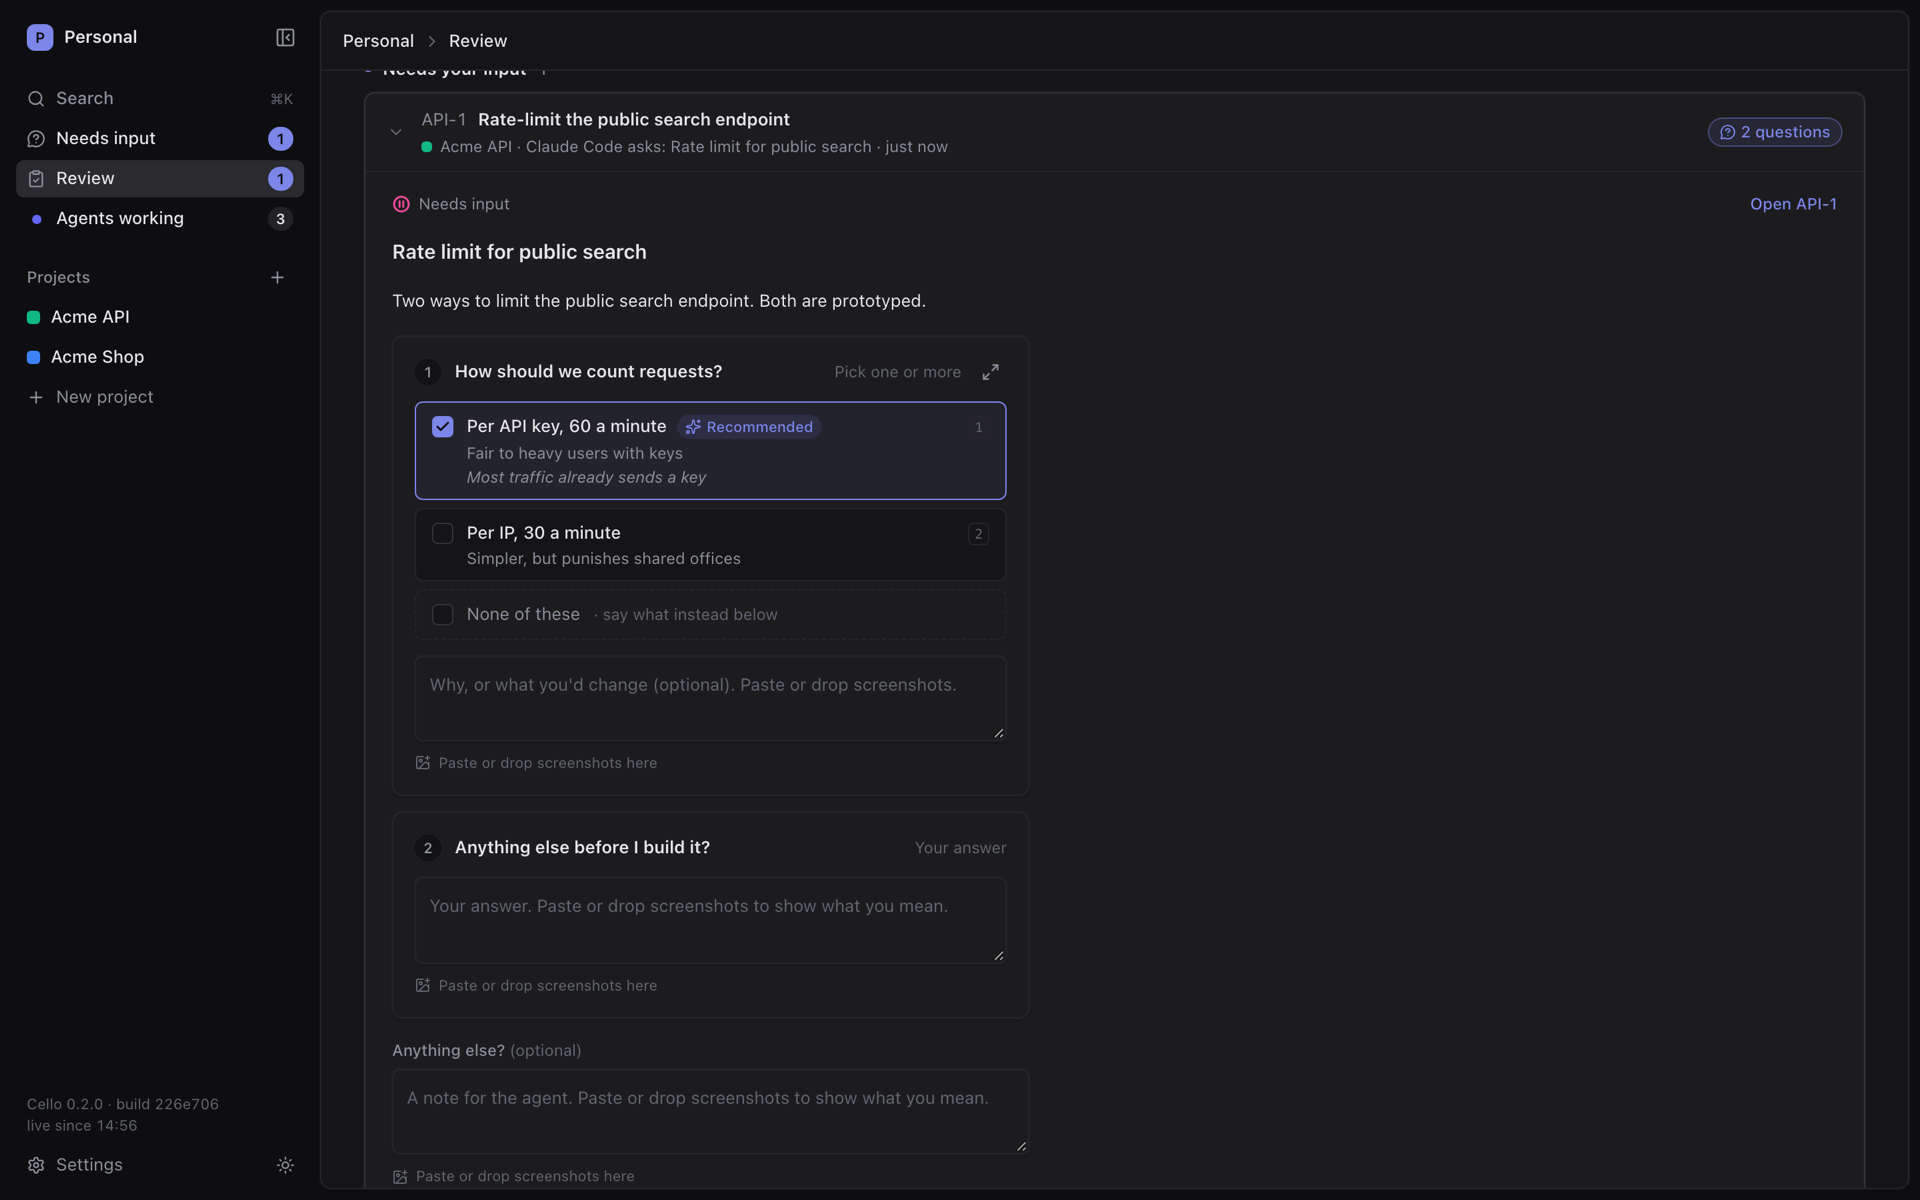 P Personal
Search ⌘K
Needs input 1
Review 1
Agents working 3
Projects
Acme API
Acme Shop
New project
Cello 0.2.0 · build 226e706
live since 14:56
Settings
Personal > Review
Needs your input 1
API-1 Rate-limit the public search endpoint
Acme API · Claude Code asks: Rate limit for public search · just now
2 questions
Needs input
Open API-1
Rate limit for public search
Two ways to limit the public search endpoint. Both are prototyped.
1 How should we count requests? Pick one or more
Per API key, 60 a minute Recommended 1
Fair to heavy users with keys
Most traffic already sends a key
Per IP, 30 a minute 2
Simpler, but punishes shared offices
None of these · say what instead below
Why, or what you'd change (optional). Paste or drop screenshots.
Paste or drop screenshots here
2 Anything else before I build it? Your answer
Your answer. Paste or drop screenshots to show what you mean.
Paste or drop screenshots here
Anything else? (optional)
A note for the agent. Paste or drop screenshots to show what you mean.
Paste or drop screenshots here